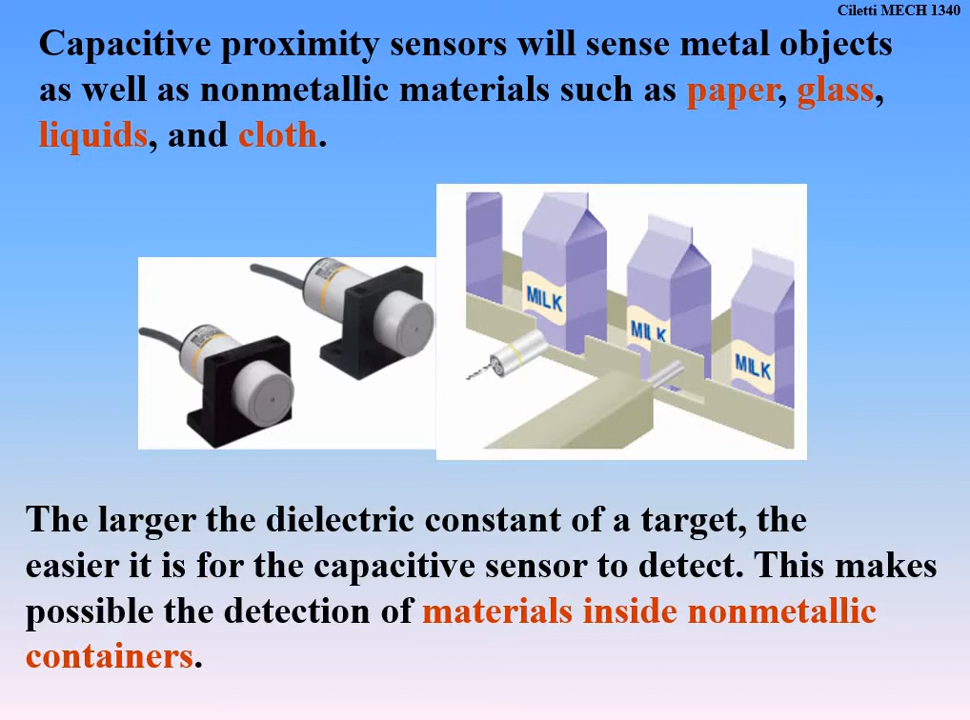 Ciletti MECH 1340
Capacitive proximity sensors will sense metal objects
as well as nonmetallic materials such as paper, glass,
liquids, and cloth.
MILK
MILK
MILK
The larger the dielectric constant of a target, the
easier it is for the capacitive sensor to detect. This makes
possible the detection of materials inside nonmetallic
containers.